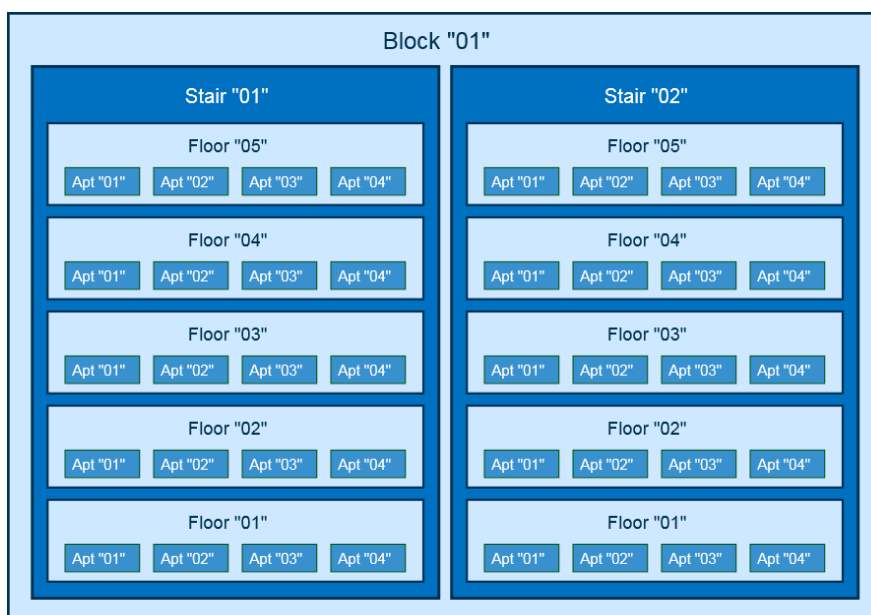 Block "01"
Stair "01"
Floor "05"
Apt "01" Apt "02" Apt "03" Apt "04"
Floor "04"
Apt "01" Apt "02" Apt "03" Apt "04"
Floor "03"
Apt "01" Apt "02" Apt "03" Apt "04"
Floor "02"
Apt "01" Apt "02" Apt "03" Apt "04"
Floor "01"
Apt "01" Apt "02" Apt "03" Apt "04"
Stair "02"
Floor "05"
Apt "01" Apt "02" Apt "03" Apt "04"
Floor "04"
Apt "01" Apt "02" Apt "03" Apt "04"
Floor "03"
Apt "01" Apt "02" Apt "03" Apt "04"
Floor "02"
Apt "01" Apt "02" Apt "03" Apt "04"
Floor "01"
Apt "01" Apt "02" Apt "03" Apt "04"